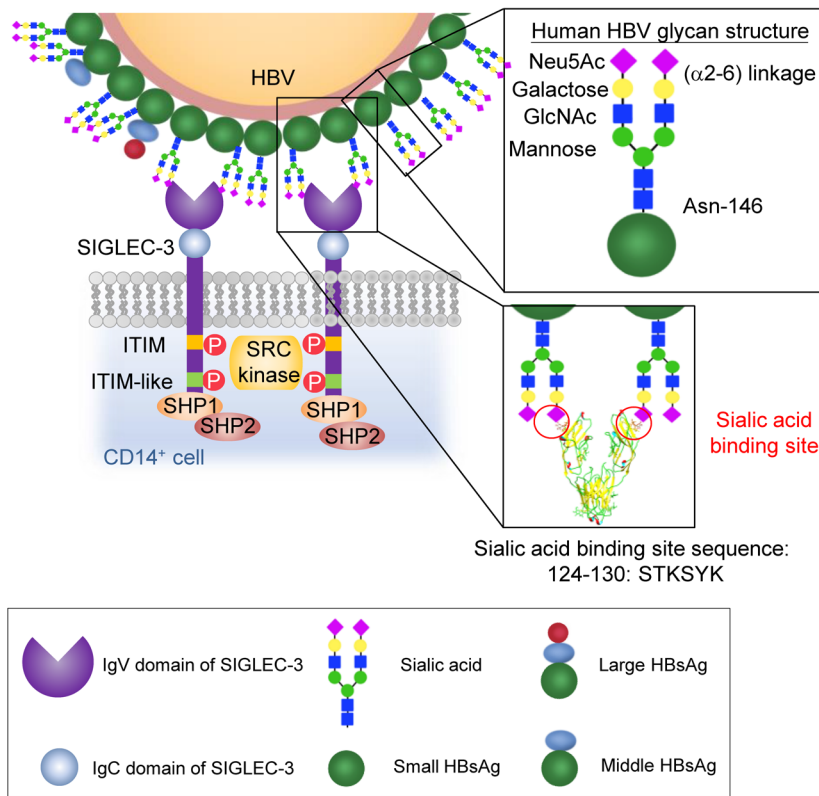 Human HBV glycan structure
Neu5Ac
(α2-6) linkage
Galactose
GlcNAc
Mannose
Asn-146
HBV
SIGLEC-3
ITIM
P
SRC
kinase
P
ITIM-like
P
P
SHP1
SHP2
SHP1
SHP2
CD14⁺ cell
Sialic acid
binding site
Sialic acid binding site sequence:
124-130: STKSYK
IgV domain of SIGLEC-3
Sialic acid
Large HBsAg
IgC domain of SIGLEC-3
Small HBsAg
Middle HBsAg